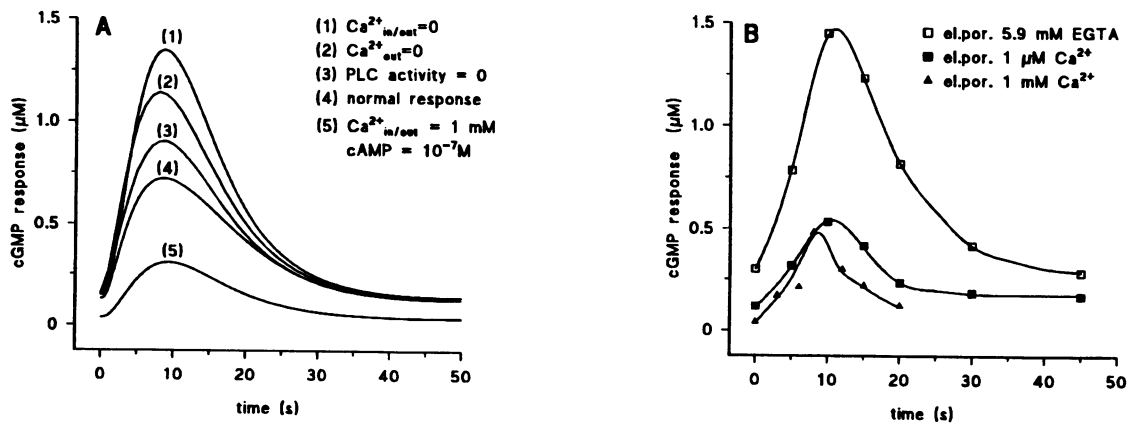 A
(1) Ca²⁺in/out=0
(2) Ca²⁺out=0
(3) PLC activity = 0
(4) normal response
(5) Ca²⁺in/out = 1 mM
cAMP = 10⁻⁷M
(1)
(2)
(3)
(4)
(5)
cGMP response (µM)
1.5
1.0
0.5
0
0 10 20 30 40 50
time (s)
B
el.por. 5.9 mM EGTA
el.por. 1 µM Ca²⁺
el.por. 1 mM Ca²⁺
cGMP response (µM)
1.5
1.0
0.5
0
0 10 20 30 40 50
time (s)